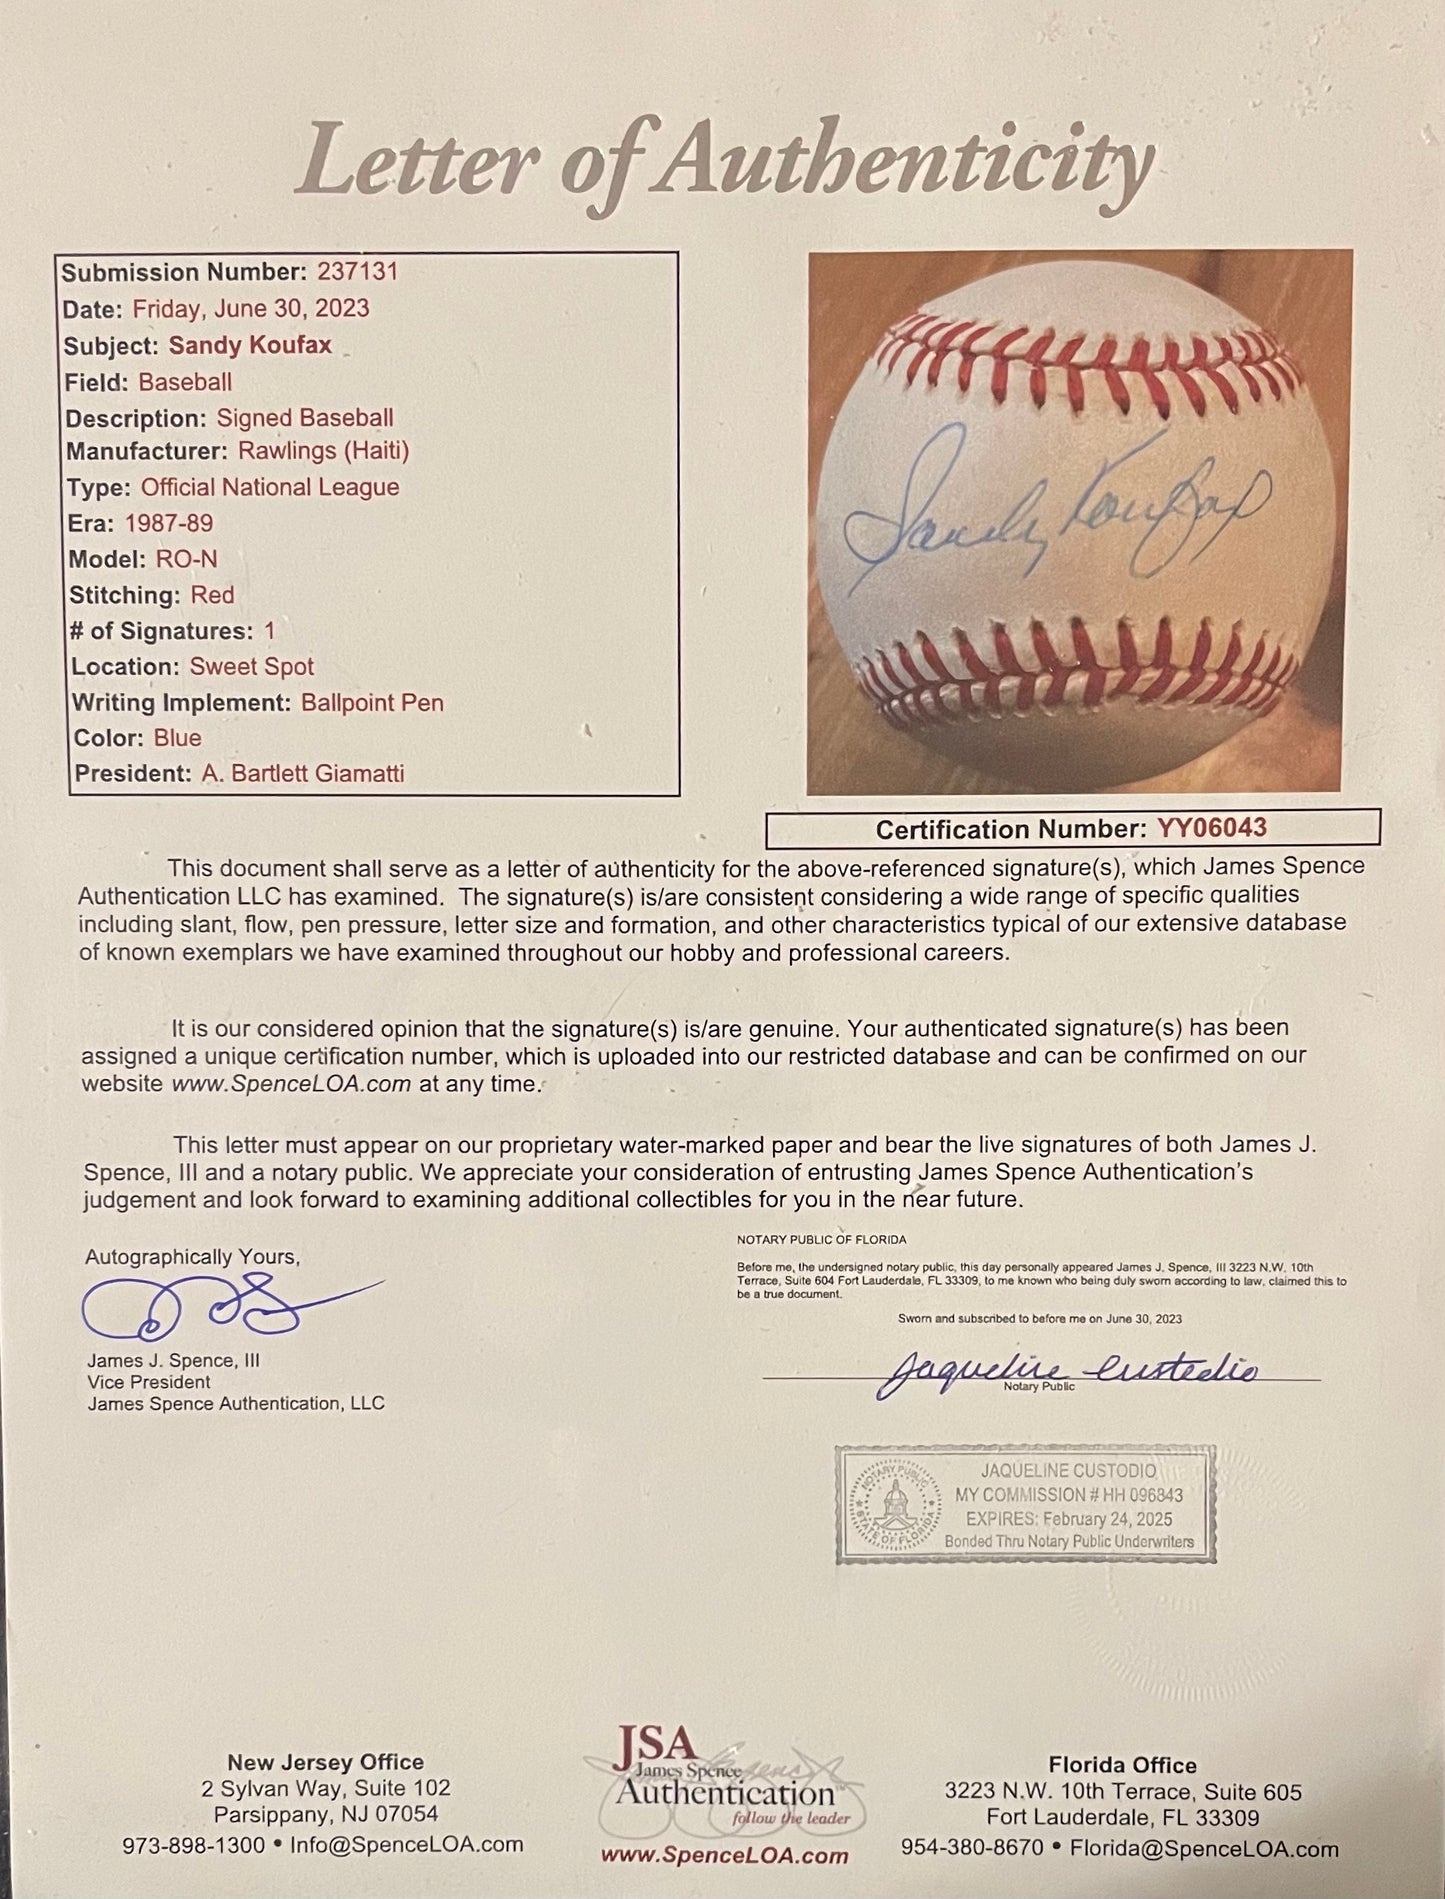 Letter of Authenticity
Submission Number: 237131
Date: Friday, June 30, 2023
Subject: Sandy Koufax
Field: Baseball
Description: Signed Baseball
Manufacturer: Rawlings (Haiti)
Type: Official National League
Era: 1987-89
Model: RO-N
Stitching: Red
# of Signatures: 1
Location: Sweet Spot
Writing Implement: Ballpoint Pen
Color: Blue
President: A. Bartlett Giamatti
Sandy Koufax
Certification Number: YY06043
This document shall serve as a letter of authenticity for the above-referenced signature(s), which James Spence
Authentication LLC has examined. The signature(s) is/are consistent considering a wide range of specific qualities
including slant, flow, pen pressure, letter size and formation, and other characteristics typical of our extensive database
of known exemplars we have examined throughout our hobby and professional careers.
It is our considered opinion that the signature(s) is/are genuine. Your authenticated signature(s) has been
assigned a unique certification number, which is uploaded into our restricted database and can be confirmed on our
website www.SpenceLOA.com at any time.
This letter must appear on our proprietary water-marked paper and bear the live signatures of both James J.
Spence, III and a notary public. We appreciate your consideration of entrusting James Spence Authentication's
judgement and look forward to examining additional collectibles for you in the near future.
Autographically Yours,
James J. Spence, III
Vice President
James Spence Authentication, LLC
NOTARY PUBLIC OF FLORIDA
Before me, the undersigned notary public, this day personally appeared James J. Spence, III 3223 N.W. 10th
Terrace, Suite 604 Fort Lauderdale, FL 33309, to me known who being duly sworn according to law, claimed this to
be a true document.
Sworn and subscribed to before me on June 30, 2023
Jaqueline Custodio
Notary Public
NOTARY PUBLIC
STATE OF FLORIDA
JAQUELINE CUSTODIO
MY COMMISSION # HH 096843
EXPIRES: February 24, 2025
Bonded Thru Notary Public Underwriters
New Jersey Office
2 Sylvan Way, Suite 102
Parsippany, NJ 07054
973-898-1300 • Info@SpenceLOA.com
JSA
James Spence
Authentication™
follow the leader
www.SpenceLOA.com
Florida Office
3223 N.W. 10th Terrace, Suite 605
Fort Lauderdale, FL 33309
954-380-8670 • Florida@SpenceLOA.com